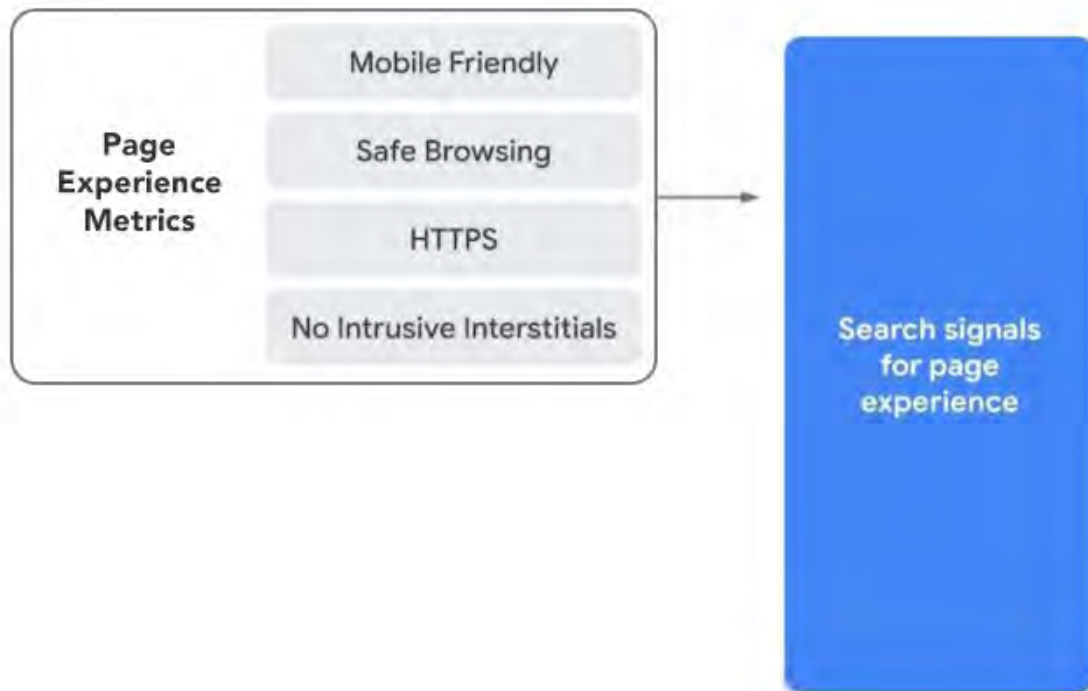 Page
Experience
Metrics
Mobile Friendly
Safe Browsing
HTTPS
No Intrusive Interstitials
Search signals
for page
experience